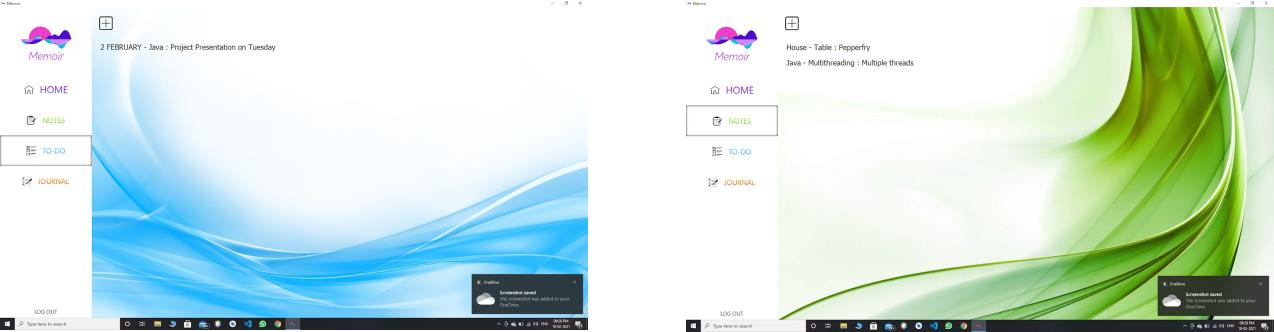 Memoir
2 FEBRUARY - Java : Project Presentation on Tuesday
Memoir
HOME
NOTES
TO-DO
JOURNAL
LOG OUT
OneDrive
Screenshot saved
The screenshot was added to your
OneDrive.
Type here to search
ENG
Memoir
House - Table : Pepperfry
Java - Multithreading : Multiple threads
Memoir
HOME
NOTES
TO-DO
JOURNAL
LOG OUT
OneDrive
Screenshot saved
The screenshot was added to your
OneDrive.
Type here to search
ENG